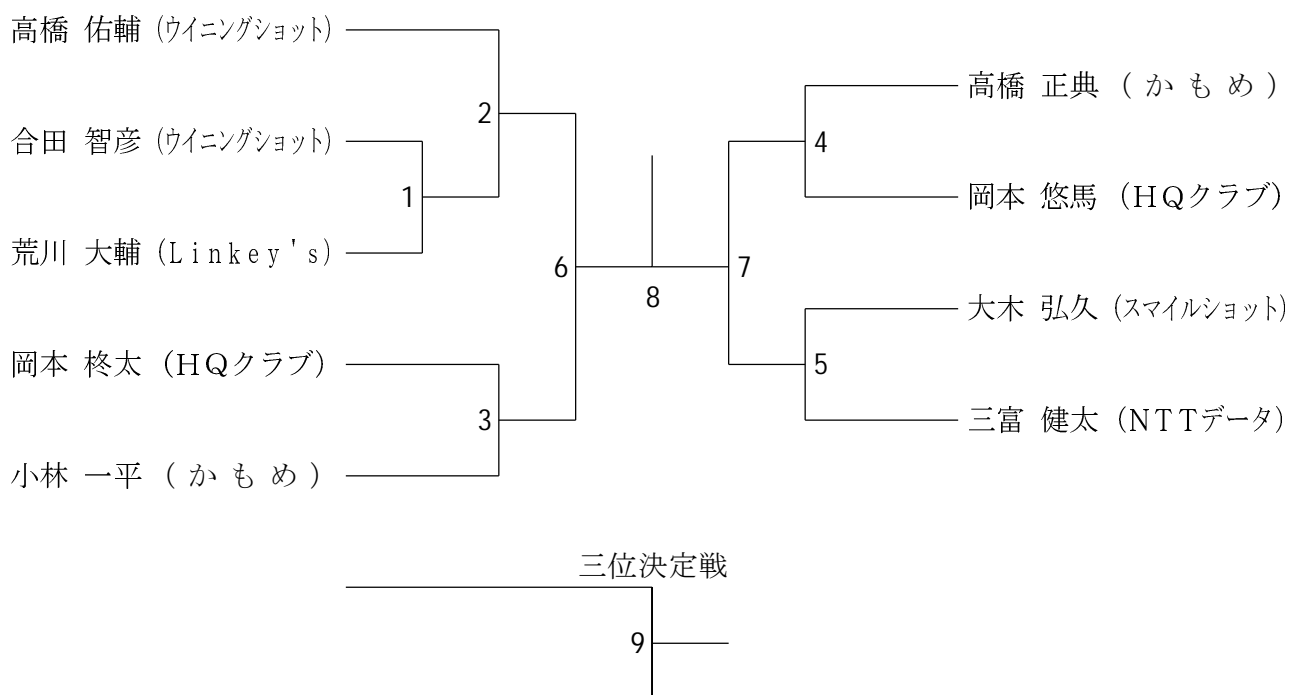 高橋 佑輔 (ウイニングショット)
合田 智彦 (ウイニングショット)
荒川 大輔 (Linkey's)
岡本 柊太 (HQクラブ)
小林 一平 (かもめ)
1
2
3
6
8
7
4
5
高橋 正典 (かもめ)
岡本 悠馬 (HQクラブ)
大木 弘久 (スマイルショット)
三富 健太 (NTTデータ)
三位決定戦
9